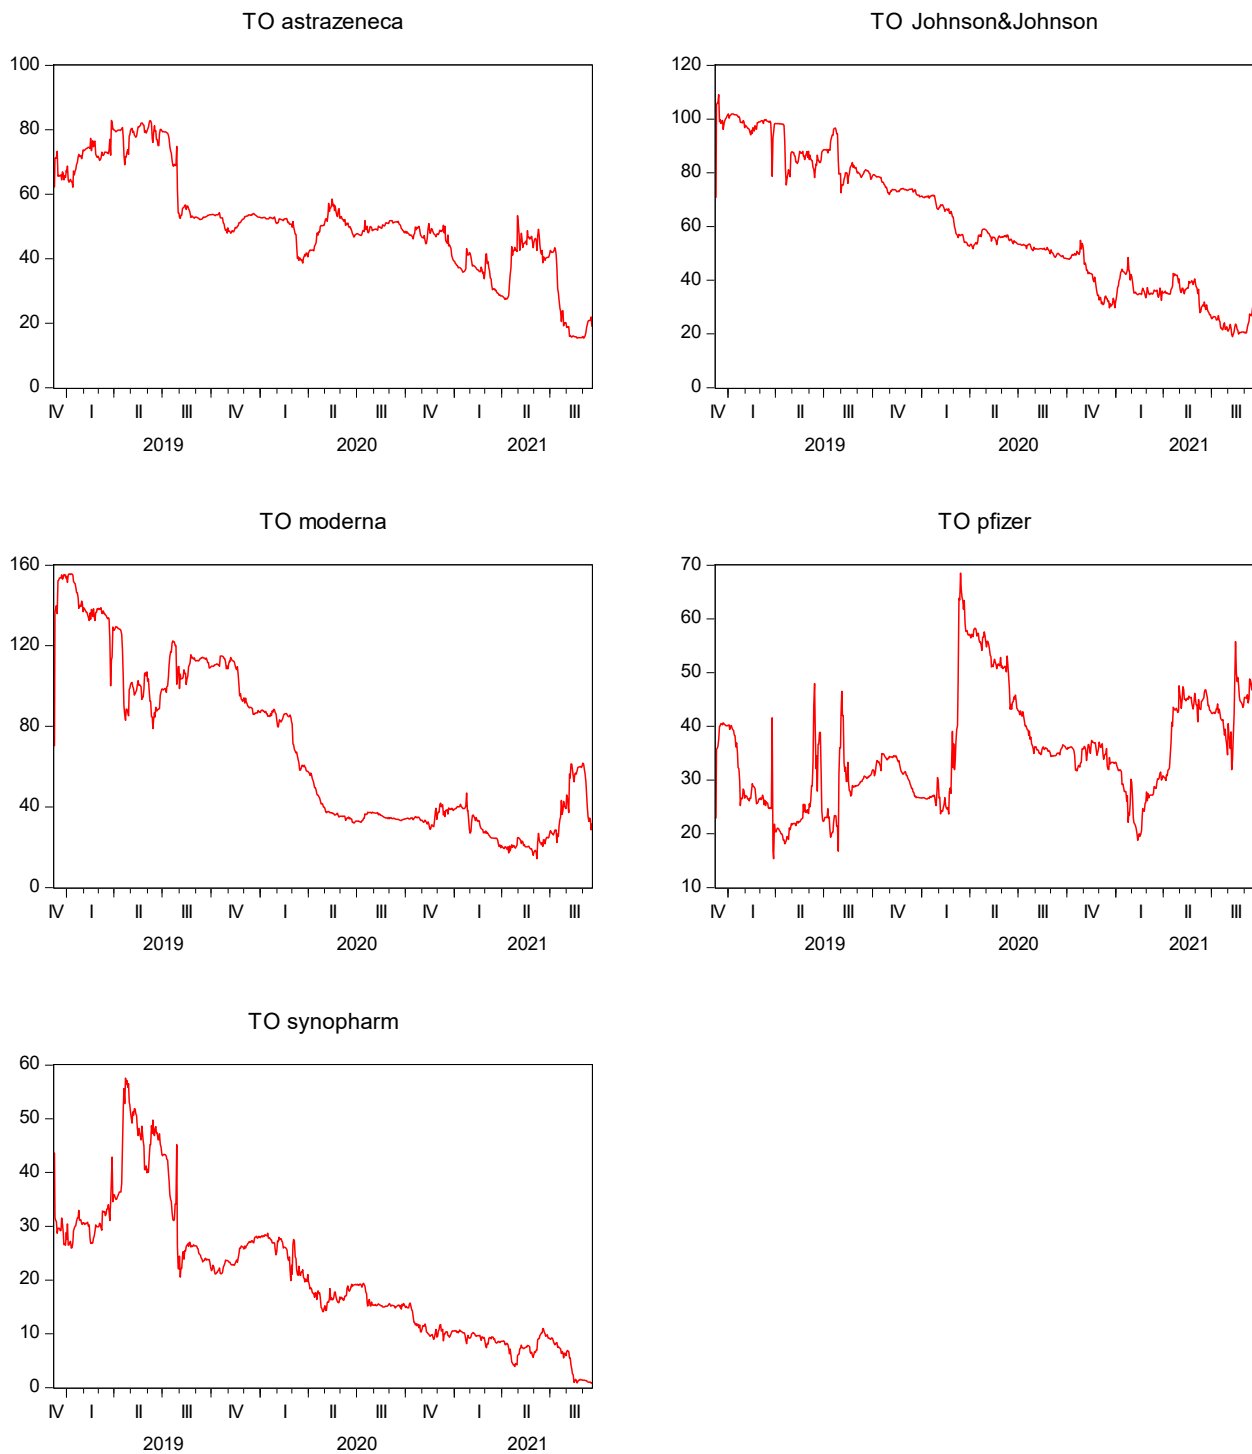 TO astrazeneca
100
80
60
40
20
0
IV I II III IV I II III IV I II III
2019 2020 2021
TO Johnson&Johnson
120
100
80
60
40
20
0
IV I II III IV I II III IV I II III
2019 2020 2021
TO moderna
160
120
80
40
0
IV I II III IV I II III IV I II III
2019 2020 2021
TO pfizer
70
60
50
40
30
20
10
IV I II III IV I II III IV I II III
2019 2020 2021
TO synopharm
60
50
40
30
20
10
0
IV I II III IV I II III IV I II III
2019 2020 2021